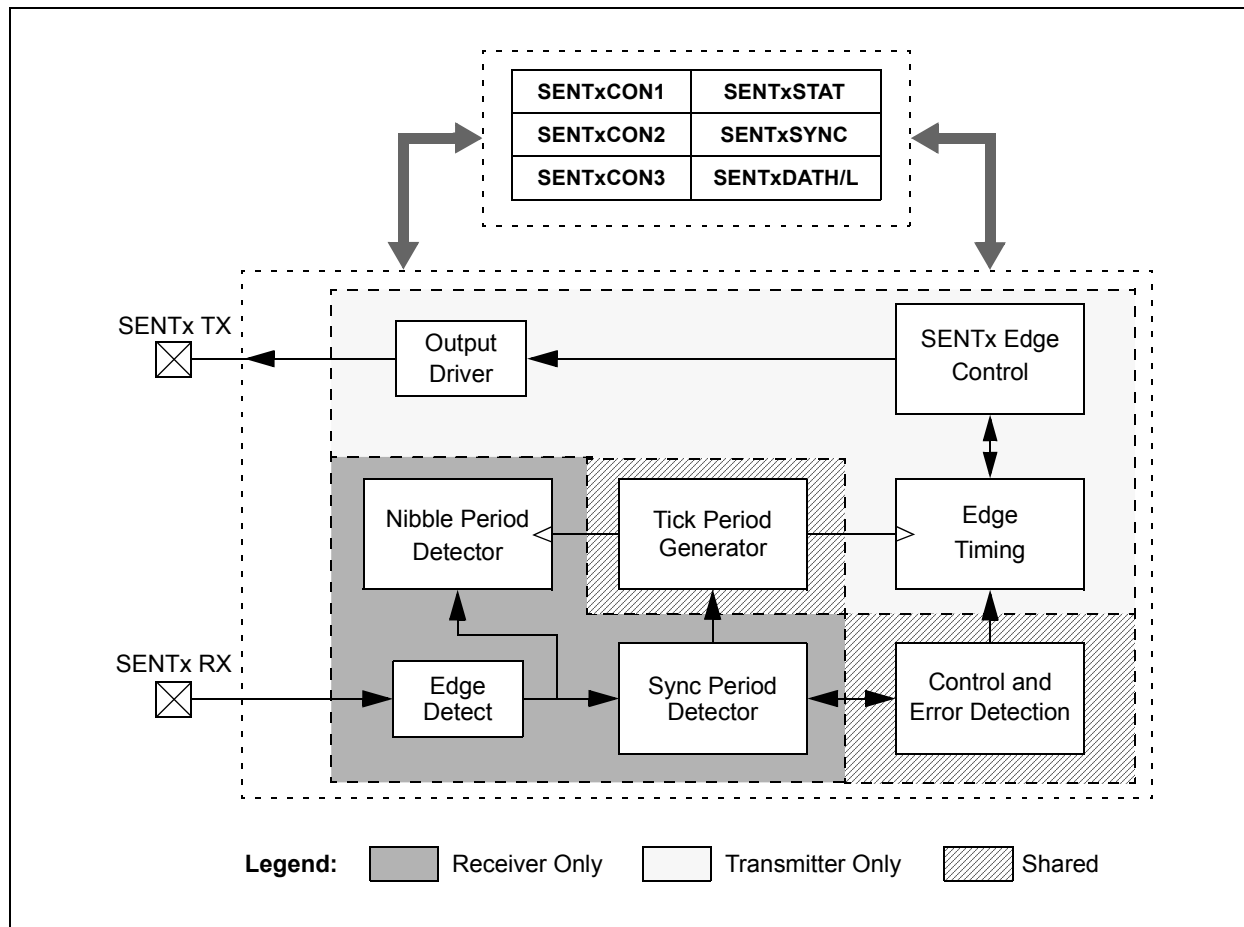 SENTxCON1 SENTxSTAT
SENTxCON2 SENTxSYNC
SENTxCON3 SENTxDATH/L
SENTx TX
Output
Driver
SENTx Edge
Control
Nibble Period
Detector
Tick Period
Generator
Edge
Timing
SENTx RX
Edge
Detect
Sync Period
Detector
Control and
Error Detection
Legend: Receiver Only Transmitter Only Shared